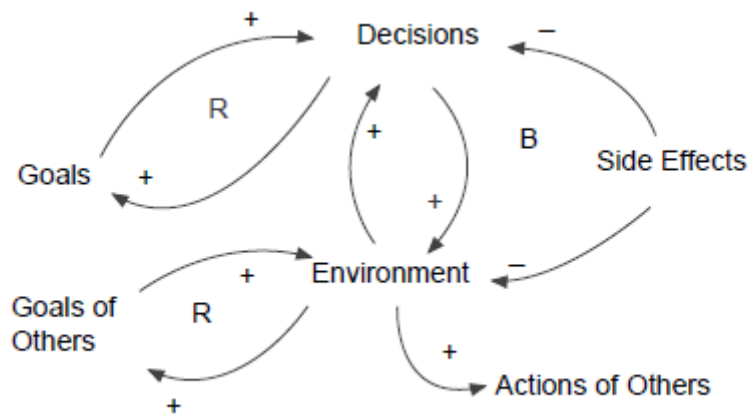 +
Decisions
–
R
+
B
Side Effects
Goals
+
+
+
Environment
–
Goals of
Others
R
+
Actions of Others
+